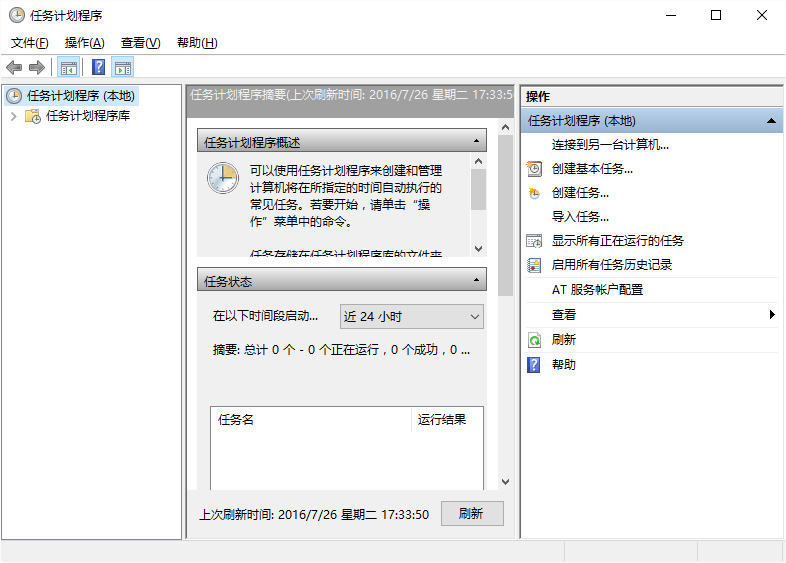 任务计划程序
文件(F) 操作(A) 查看(V) 帮助(H)
任务计划程序 (本地)
任务计划程序库
任务计划程序摘要(上次刷新时间: 2016/7/26 星期二 17:33:5
任务计划程序概述
可以使用任务计划程序来创建和管理
计算机将在所指定的时间自动执行的
常见任务。若要开始，请单击“操
作”菜单中的命令。
任务存储在任务计划程序库的文件夹
任务状态
在以下时间段启动... 近 24 小时
摘要: 总计 0 个 - 0 个正在运行，0 个成功，0 ...
任务名 运行结果
上次刷新时间: 2016/7/26 星期二 17:33:50 刷新
操作
任务计划程序 (本地)
连接到另一台计算机...
创建基本任务...
创建任务...
导入任务...
显示所有正在运行的任务
启用所有任务历史记录
AT 服务帐户配置
查看
刷新
帮助